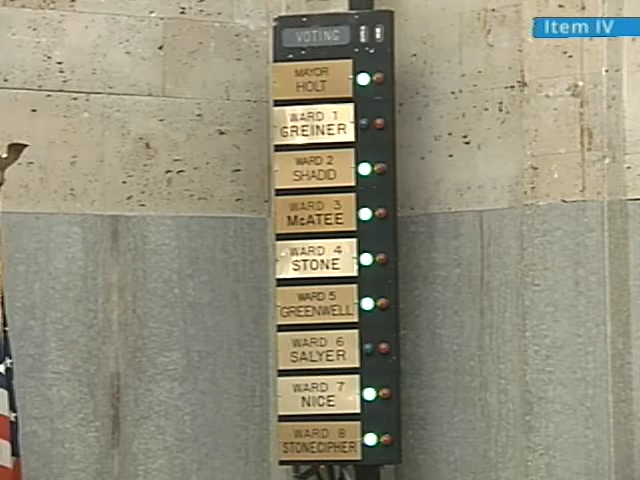 Item IV
VOTING
MAYOR
HOLT
WARD 1
GREINER
WARD 2
SHADID
WARD 3
McATEE
WARD 4
STONE
WARD 5
GREENWELL
WARD 6
SALYER
WARD 7
NICE
WARD 8
STONECIPHER